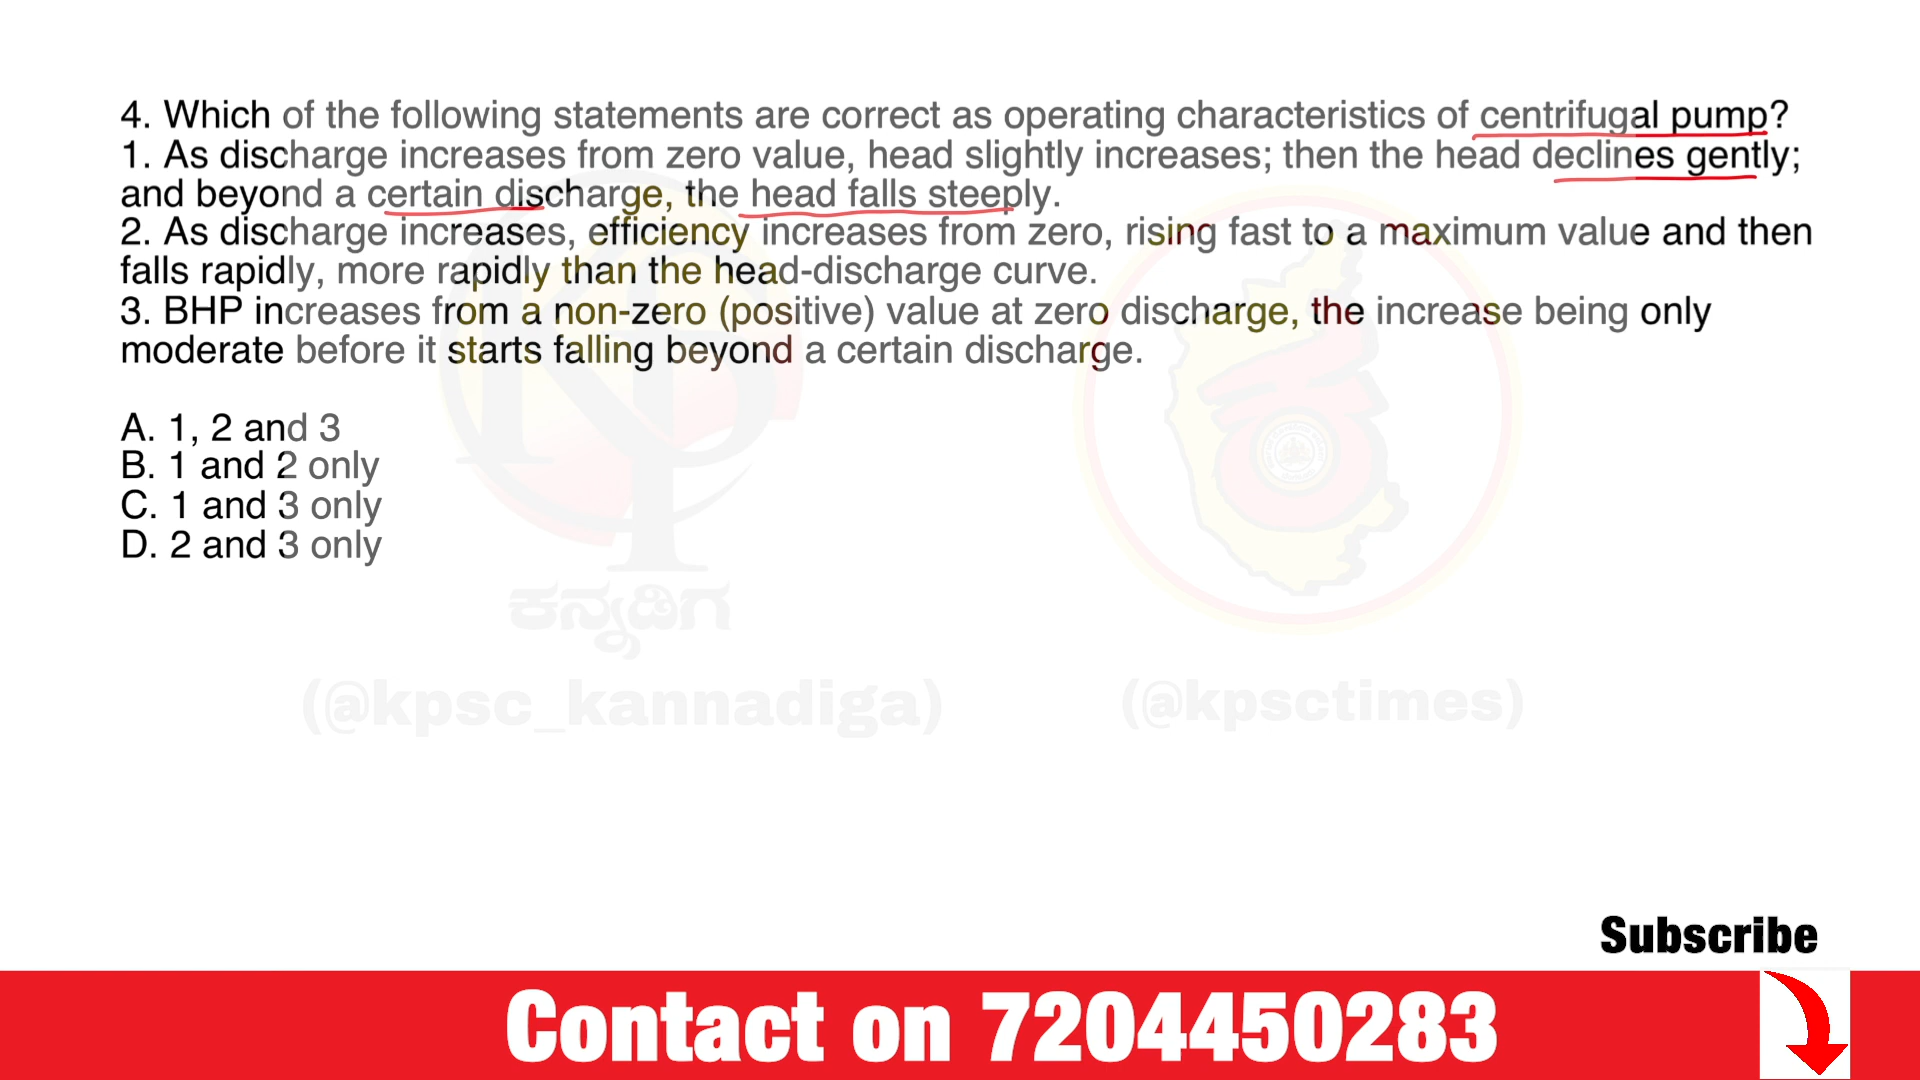 4. Which of the following statements are correct as operating characteristics of centrifugal pump?
1. As discharge increases from zero value, head slightly increases; then the head declines gently;
and beyond a certain discharge, the head falls steeply.
2. As discharge increases, efficiency increases from zero, rising fast to a maximum value and then
falls rapidly, more rapidly than the head-discharge curve.
3. BHP increases from a non-zero (positive) value at zero discharge, the increase being only
moderate before it starts falling beyond a certain discharge.
A. 1, 2 and 3
B. 1 and 2 only
C. 1 and 3 only
D. 2 and 3 only
KP
ಕನ್ನಡಿಗ
(@kpsc_kannadiga)
(@kpsctimes)
Subscribe
Contact on 7204450283